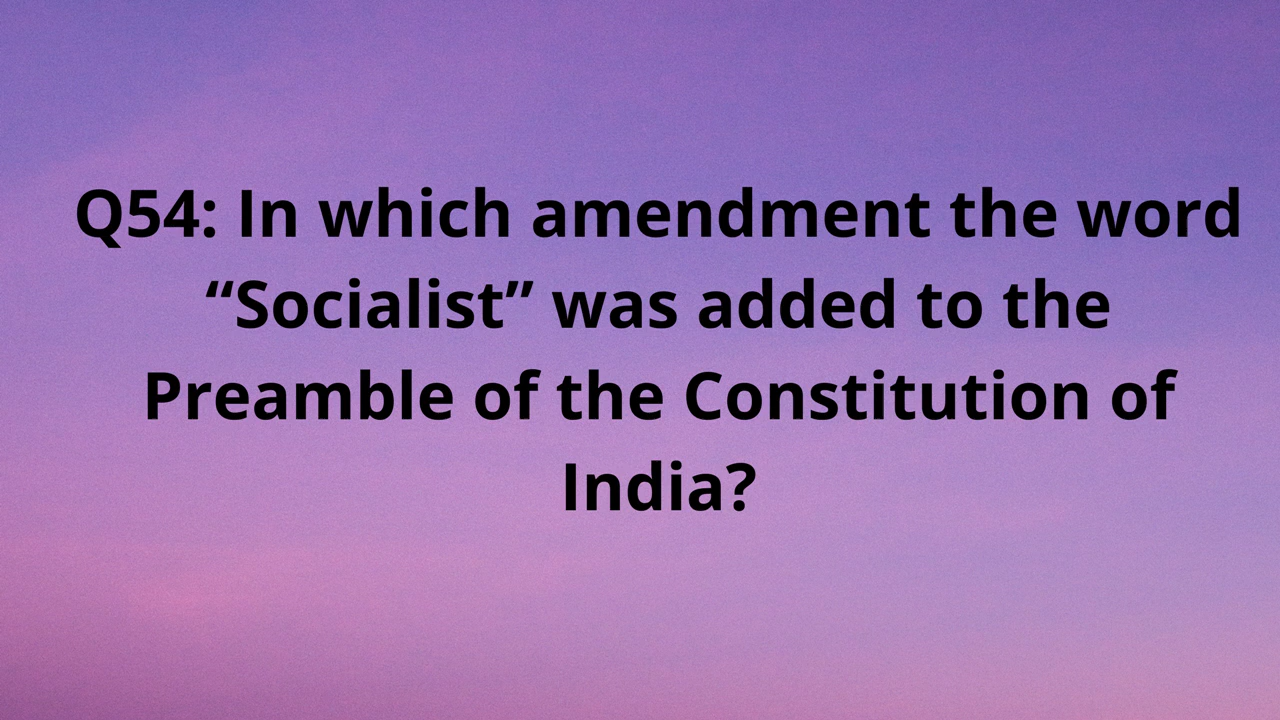 Q54: In which amendment the word
“Socialist” was added to the
Preamble of the Constitution of
India?